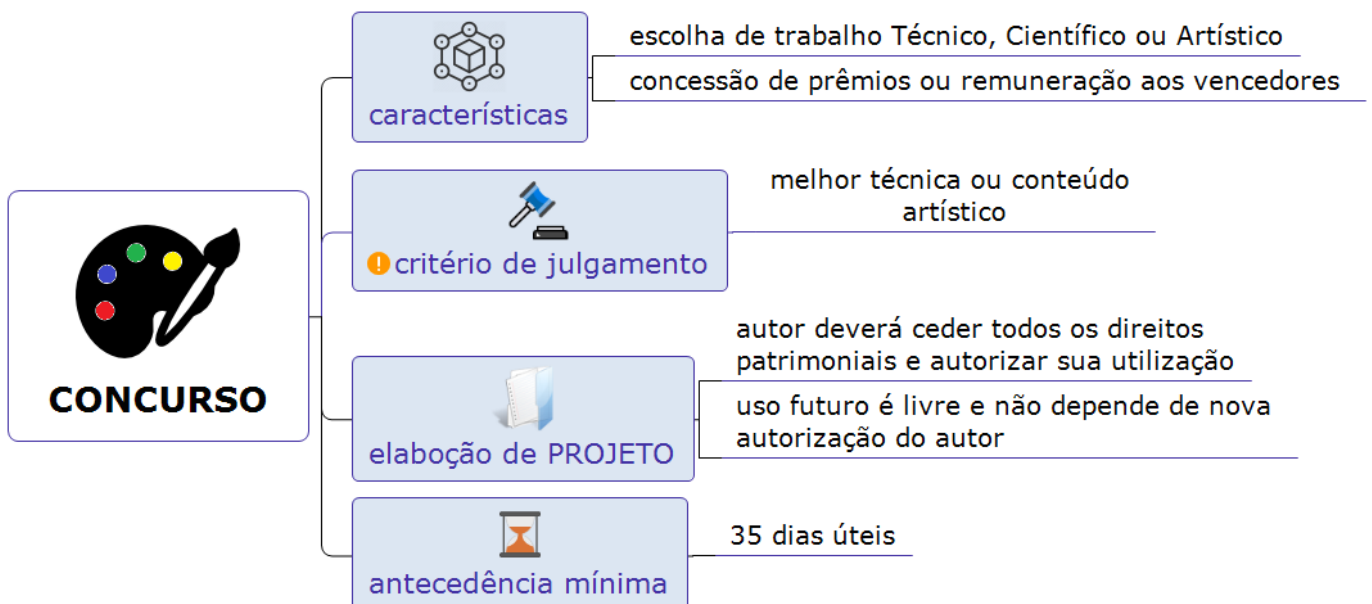 CONCURSO
características
escolha de trabalho Técnico, Científico ou Artístico
concessão de prêmios ou remuneração aos vencedores
critério de julgamento
melhor técnica ou conteúdo
artístico
elaboção de PROJETO
autor deverá ceder todos os direitos
patrimoniais e autorizar sua utilização
uso futuro é livre e não depende de nova
autorização do autor
antecedência mínima
35 dias úteis